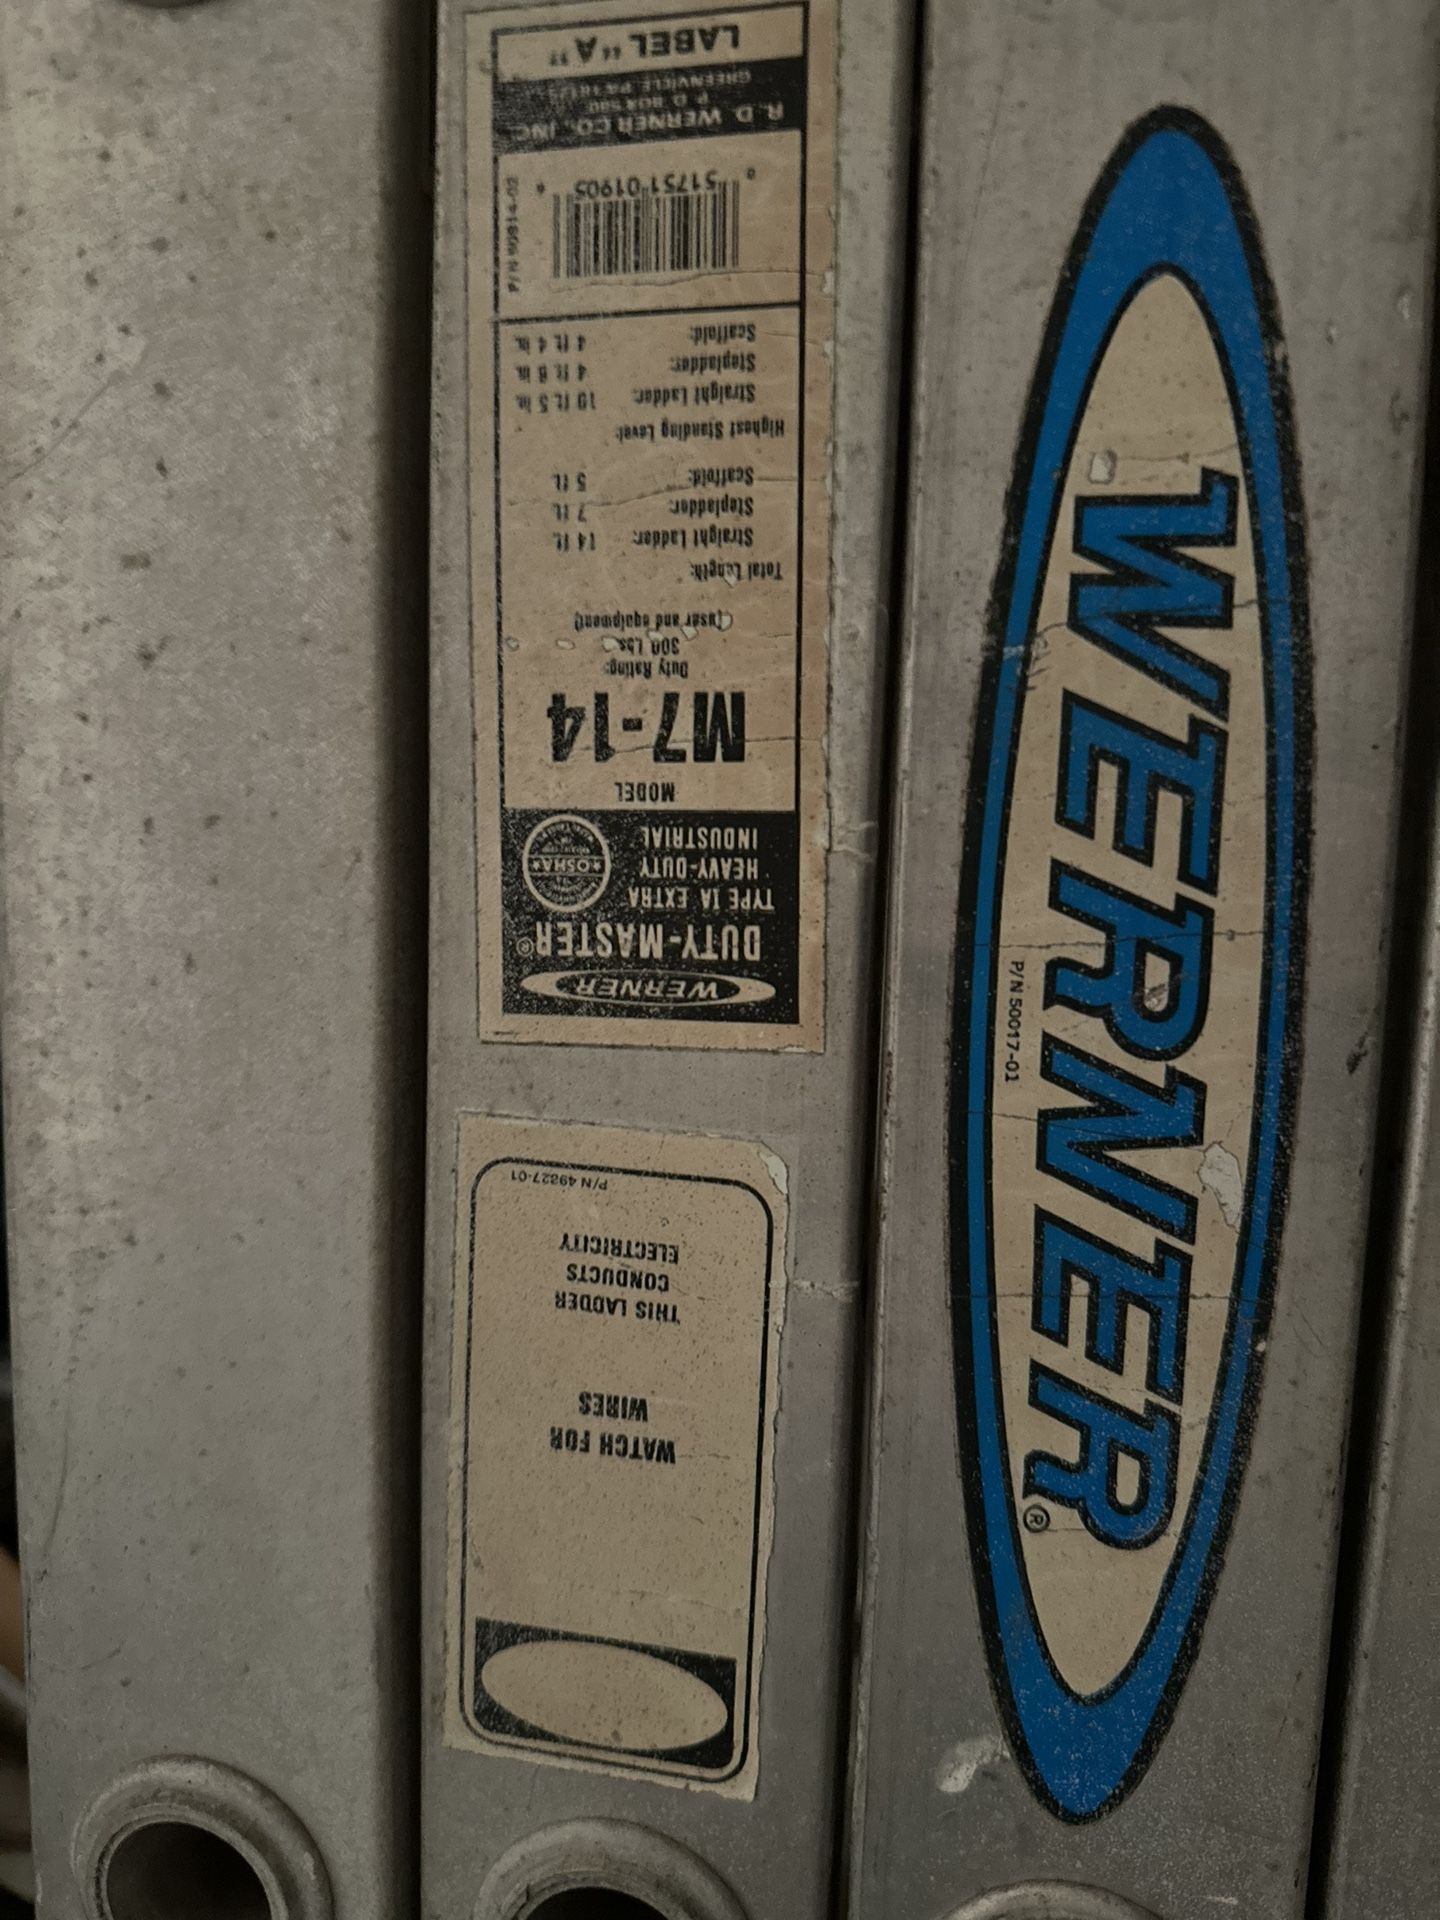 WERNER
DUTY-MASTER®
TYPE IA EXTRA
HEAVY-DUTY
INDUSTRIAL
★OSHA★
MODEL
M7-14
Duty Rating:
300 Lbs.
(user and equipment)
Total Length:
Straight Ladder: 14 ft.
Stepladder: 7 ft.
Scaffold: 5 ft.
Highest Standing Level:
Straight Ladder: 10 ft. 5 in.
Stepladder: 4 ft. 8 in.
Scaffold: 4 ft. 4 in.
0 51751 01905
R. D. WERNER CO., INC.
P. O. BOX 580
GREENVILLE, PA
LABEL “A”
WATCH FOR
WIRES
THIS LADDER
CONDUCTS
ELECTRICITY
P/N 49827-01
WERNER®
P/N 50017-01